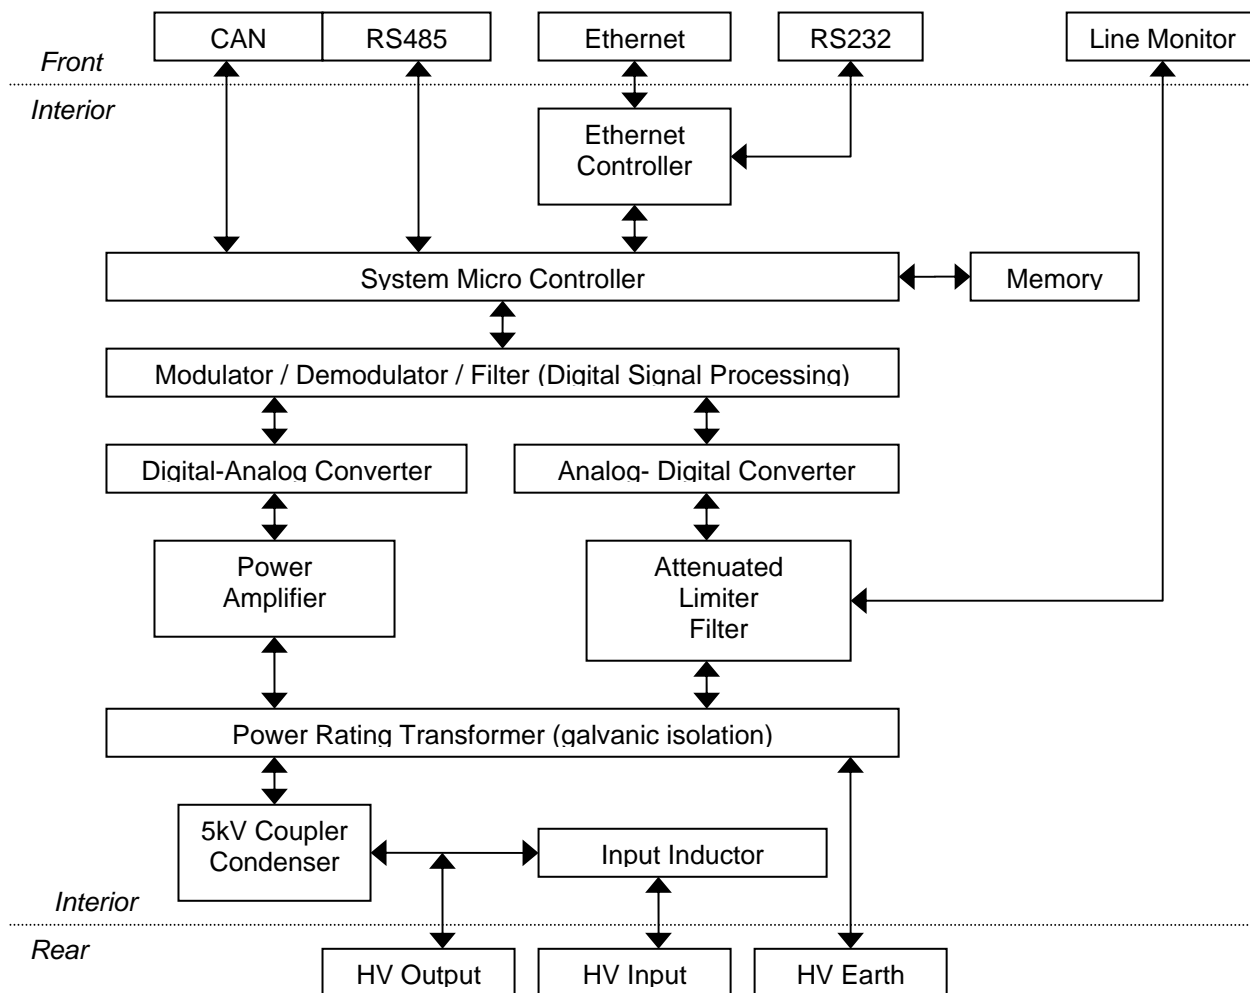 CAN
RS485
Ethernet
RS232
Line Monitor
Front
Interior
Ethernet
Controller
System Micro Controller
Memory
Modulator / Demodulator / Filter (Digital Signal Processing)
Digital-Analog Converter
Analog- Digital Converter
Power
Amplifier
Attenuated
Limiter
Filter
Power Rating Transformer (galvanic isolation)
5kV Coupler
Condenser
Input Inductor
Interior
Rear
HV Output
HV Input
HV Earth